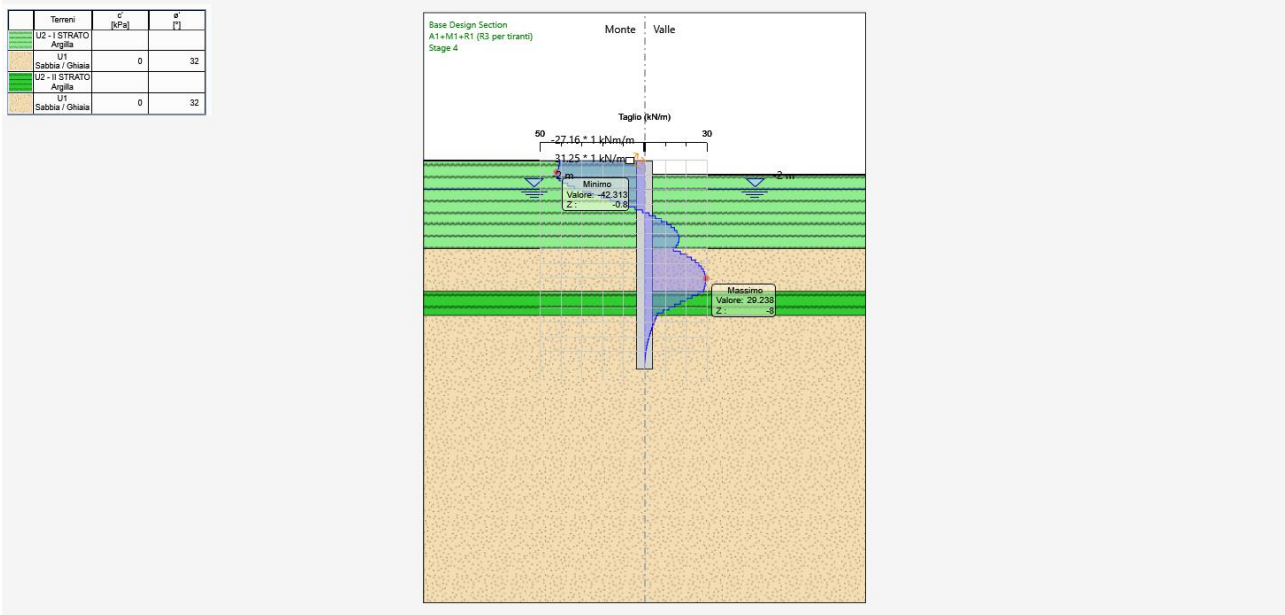 Terreni c' ø'
[kPa] [°]
U2 - I STRATO
Argilla
U1
Sabbia / Ghiaia 0 32
U2 - II STRATO
Argilla
U1
Sabbia / Ghiaia 0 32
Base Design Section
A1+M1+R1 (R3 per tiranti)
Stage 4
Monte Valle
Taglio (kN/m)
50 30
-27.16 * 1 kNm/m
31.25 * 1 kN/m
-2 m
-2 m
Minimo
Valore: -42.313
Z : -0.8
Massimo
Valore: 29.238
Z : -8